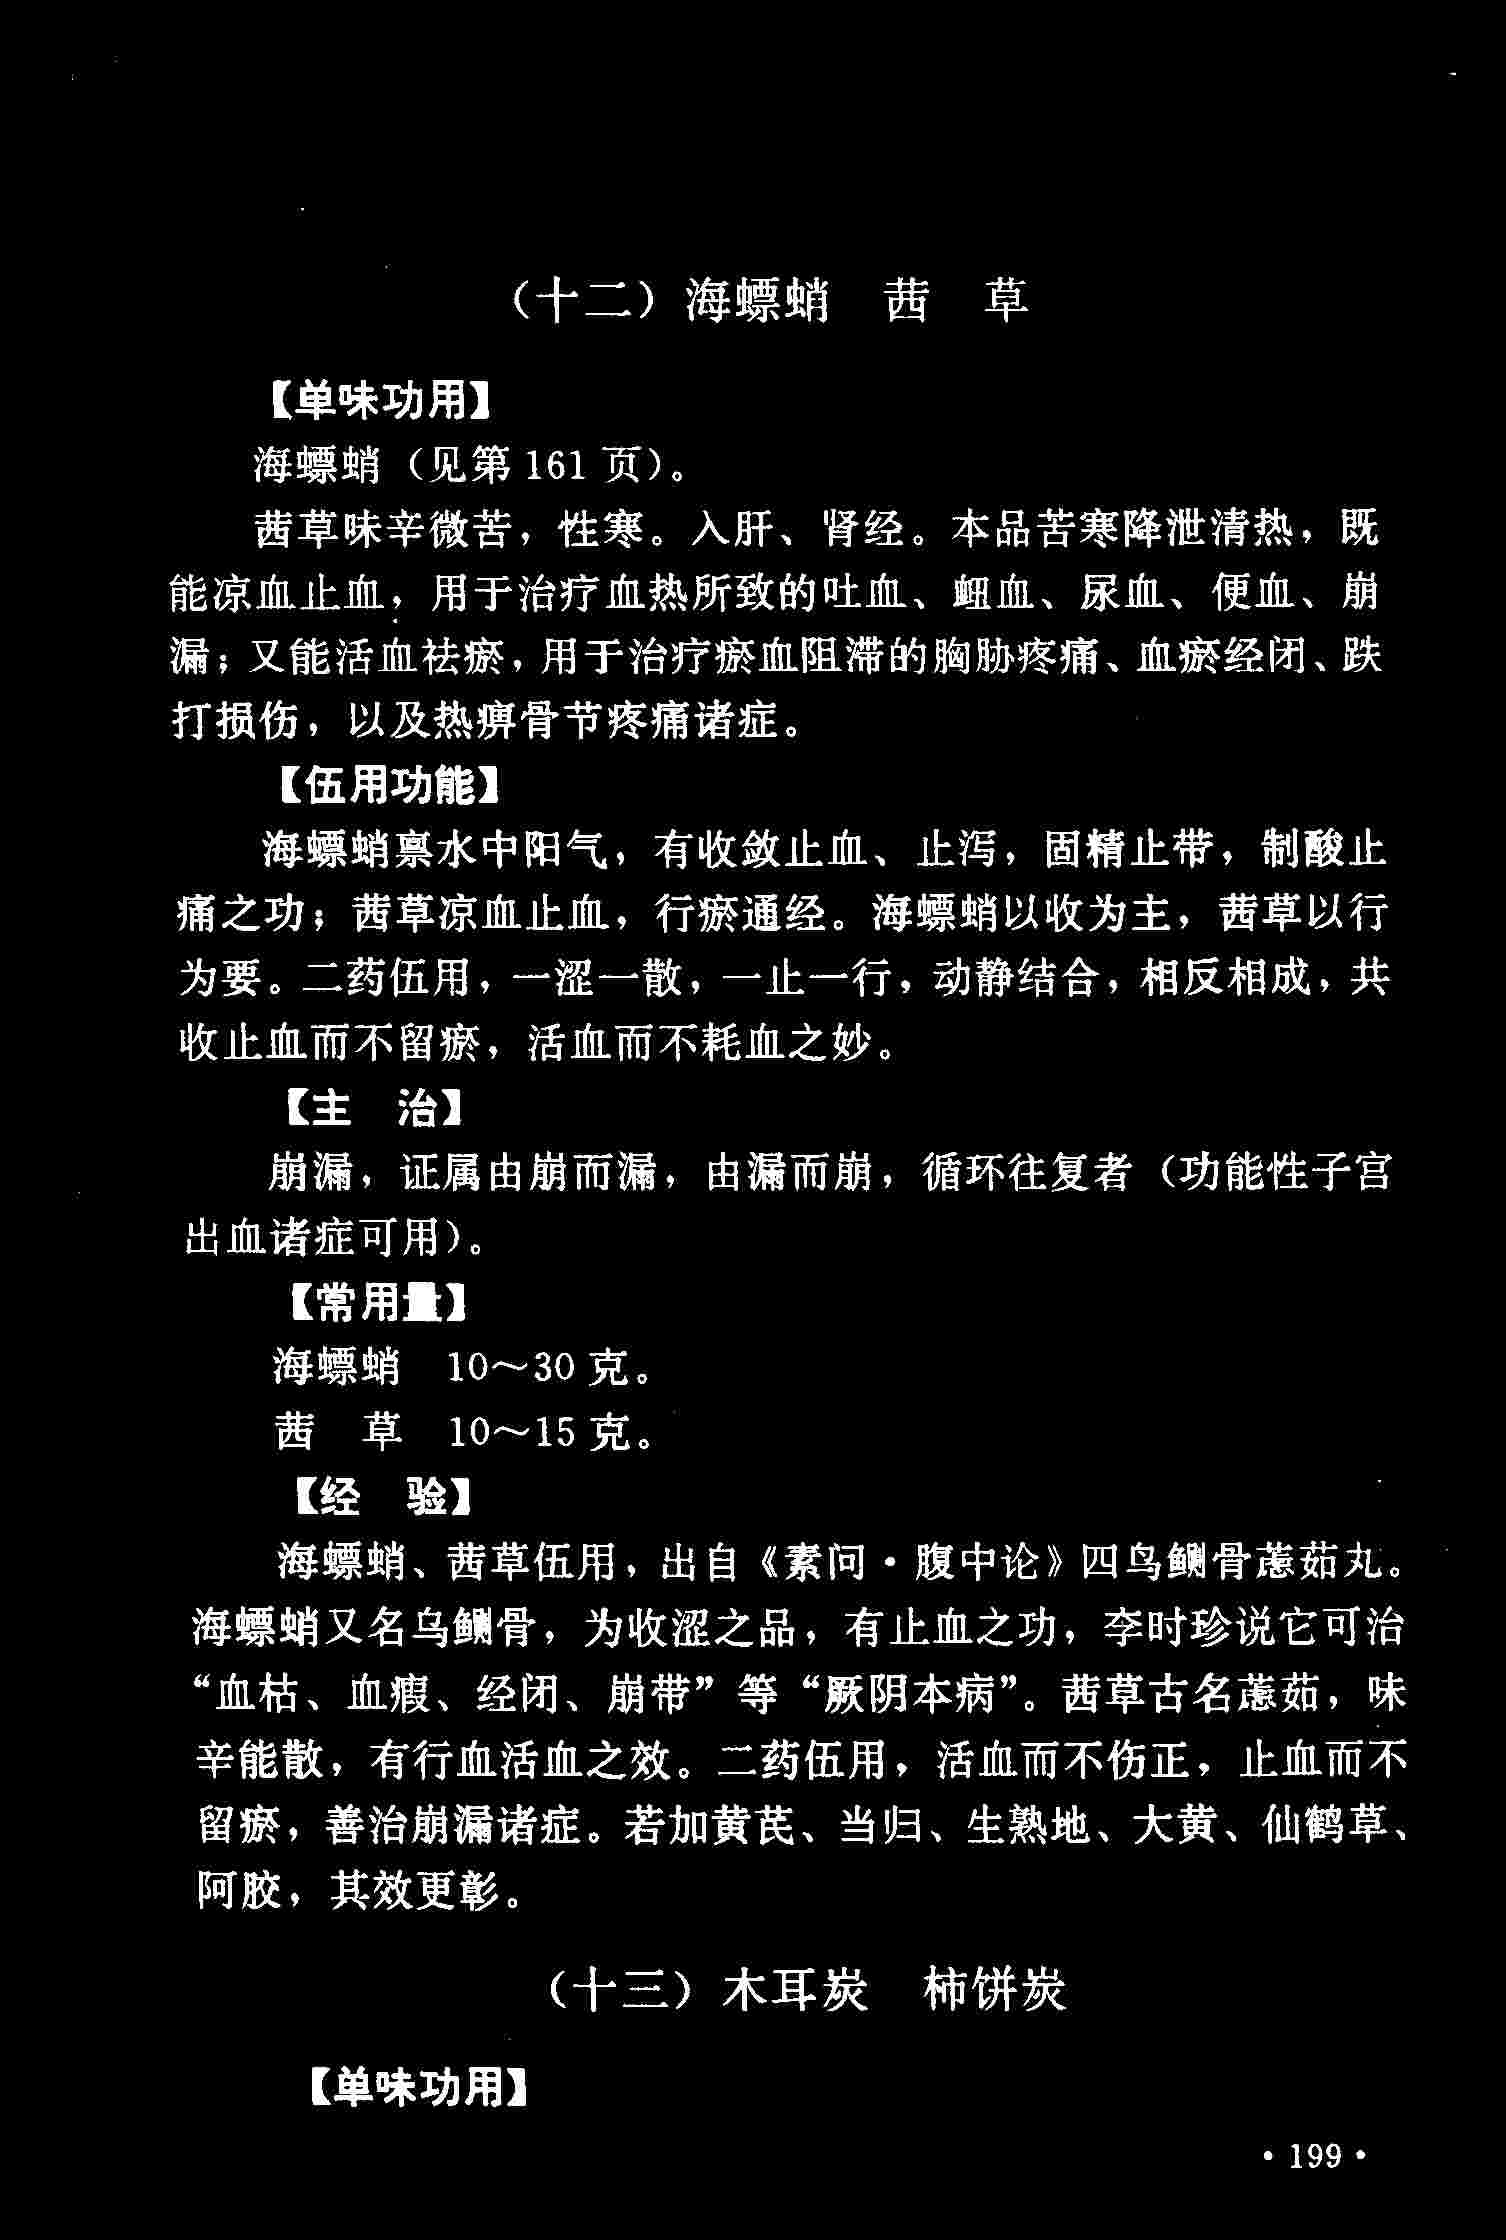 （十二）海螵蛸　茜　草
【单味功用】
海螵蛸（见第 161 页）。
茜草味辛微苦，性寒。入肝、肾经。本品苦寒降泄清热，既
能凉血止血，用于治疗血热所致的吐血、衄血、尿血、便血、崩
漏；又能活血祛瘀，用于治疗瘀血阻滞的胸胁疼痛、血瘀经闭、跌
打损伤，以及热痹骨节疼痛诸症。
【伍用功能】
海螵蛸禀水中阳气，有收敛止血、止泻，固精止带，制酸止
痛之功；茜草凉血止血，行瘀通经。海螵蛸以收为主，茜草以行
为要。二药伍用，一涩一散，一止一行，动静结合，相反相成，共
收止血而不留瘀，活血而不耗血之妙。
【主　治】
崩漏，证属由崩而漏，由漏而崩，循环往复者（功能性子宫
出血诸症可用）。
【常用量】
海螵蛸　10～30 克。
茜　草　10～15 克。
【经　验】
海螵蛸、茜草伍用，出自《素问·腹中论》四鸟鲗骨藘茹丸。
海螵蛸又名乌鲗骨，为收涩之品，有止血之功，李时珍说它可治
“血枯、血瘕、经闭、崩带”等“厥阴本病”。茜草古名藘茹，味
辛能散，有行血活血之效。二药伍用，活血而不伤正，止血而不
留瘀，善治崩漏诸症。若加黄芪、当归、生熟地、大黄、仙鹤草、
阿胶，其效更彰。
（十三）木耳炭　柿饼炭
【单味功用】
· 199 ·